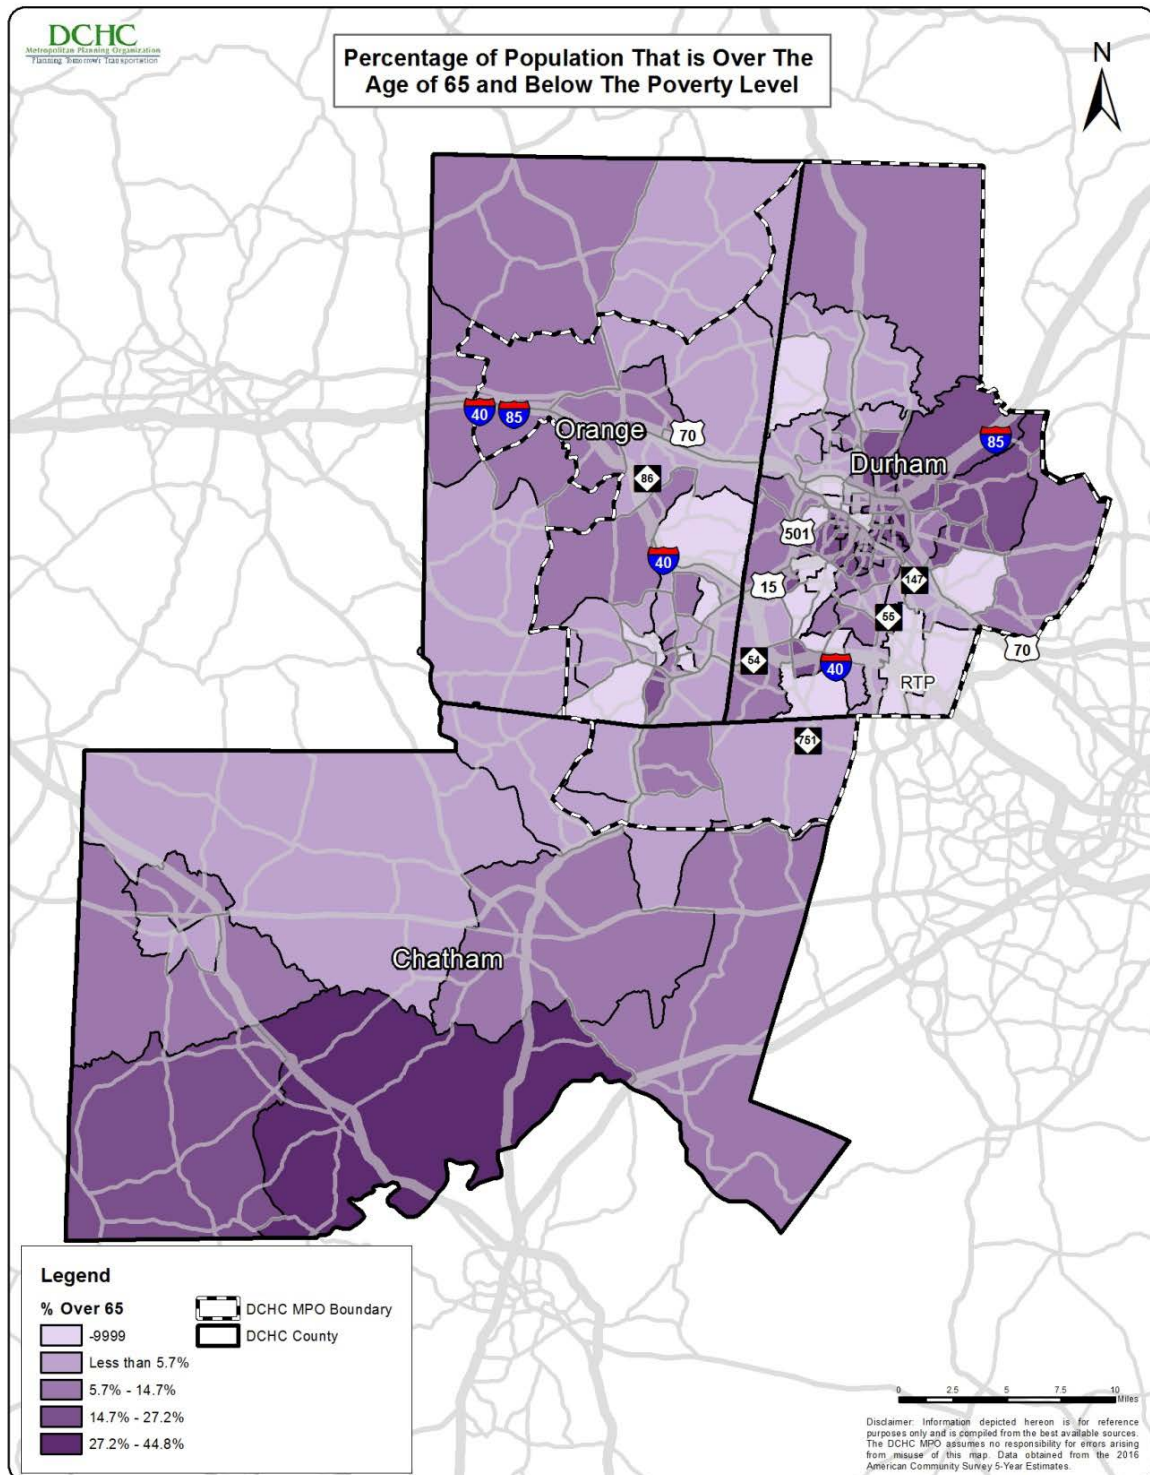 DCHC
Metropolitan Planning Organization
Planning Tomorrow's Transportation
Percentage of Population That is Over The
Age of 65 and Below The Poverty Level
N
40
85
Orange
70
86
Durham
85
501
40
15
147
55
54
40
70
RTP
751
Chatham
Legend
% Over 65
-9999
Less than 5.7%
5.7% - 14.7%
14.7% - 27.2%
27.2% - 44.8%
DCHC MPO Boundary
DCHC County
0 2.5 5 7.5 10
Miles
Disclaimer: Information depicted hereon is for reference
purposes only and is compiled from the best available sources.
The DCHC MPO assumes no responsibility for errors arising
from misuse of this map. Data obtained from the 2016
American Community Survey 5-Year Estimates.